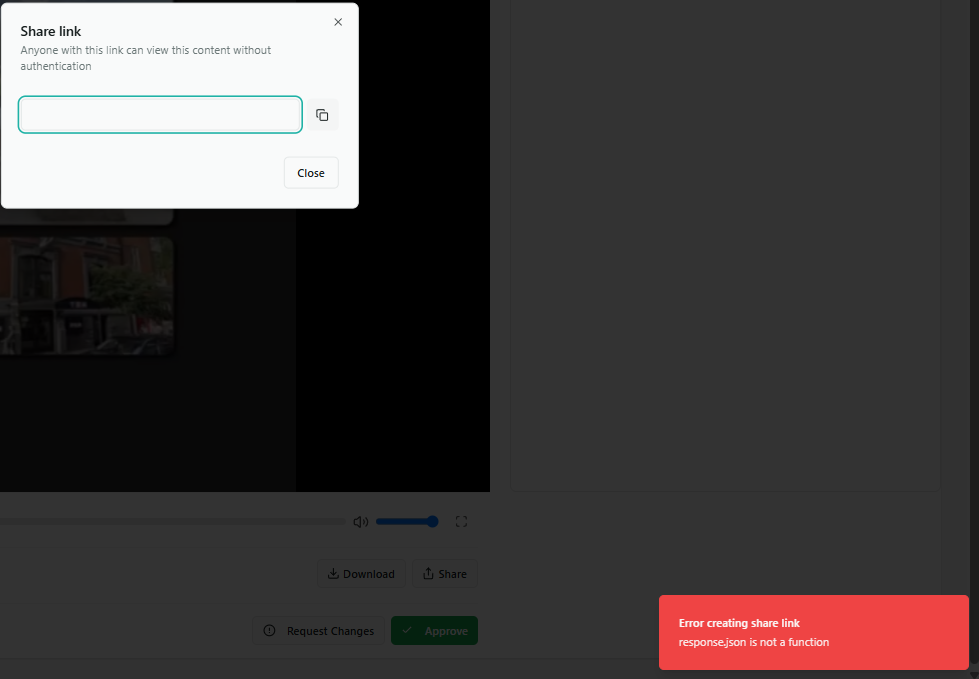 Share link
Anyone with this link can view this content without
authentication
Close
Download
Share
Request Changes
Approve
Error creating share link
response.json is not a function